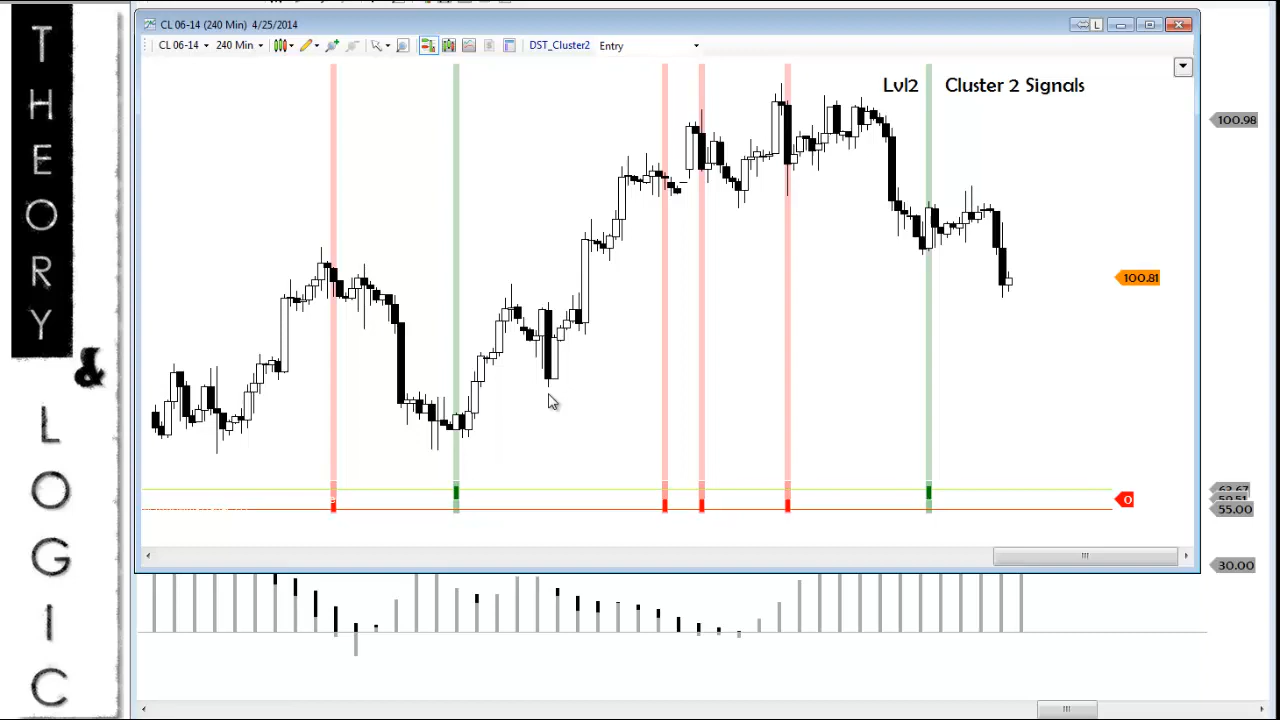 THEORY
&
LOGIC
CL 06-14 (240 Min) 4/25/2014
L
CL 06-14
240 Min
DST_Cluster2
Entry
Lvl2
Cluster 2 Signals
100.98
100.81
0
55.00
30.00